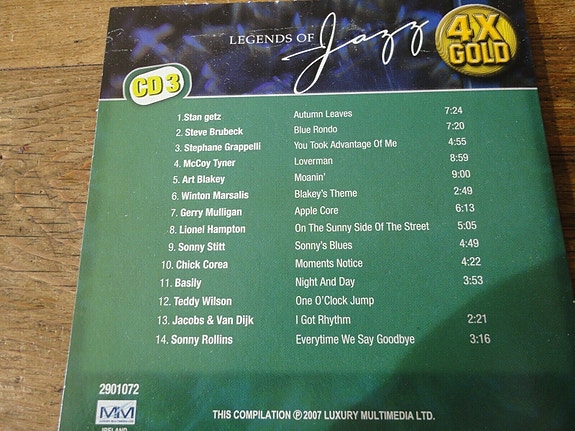 LEGENDS OF Jazz
4X
GOLD
CD 3
1.Stan getz Autumn Leaves 7:24
2. Steve Brubeck Blue Rondo 7:20
3. Stephane Grappelli You Took Advantage Of Me 4:55
4. McCoy Tyner Loverman 8:59
5. Art Blakey Moanin' 9:00
6. Winton Marsalis Blakey's Theme 2:49
7. Gerry Mulligan Apple Core 6:13
8. Lionel Hampton On The Sunny Side Of The Street 5:05
9. Sonny Stitt Sonny's Blues 4:49
10. Chick Corea Moments Notice 4:22
11. Basily Night And Day 3:53
12. Teddy Wilson One O'Clock Jump
13. Jacobs & Van Dijk I Got Rhythm 2:21
14. Sonny Rollins Everytime We Say Goodbye 3:16
2901072
MM
LUXURY MULTIMEDIA LTD.
IRELAND
THIS COMPILATION ℗2007 LUXURY MULTIMEDIA LTD.